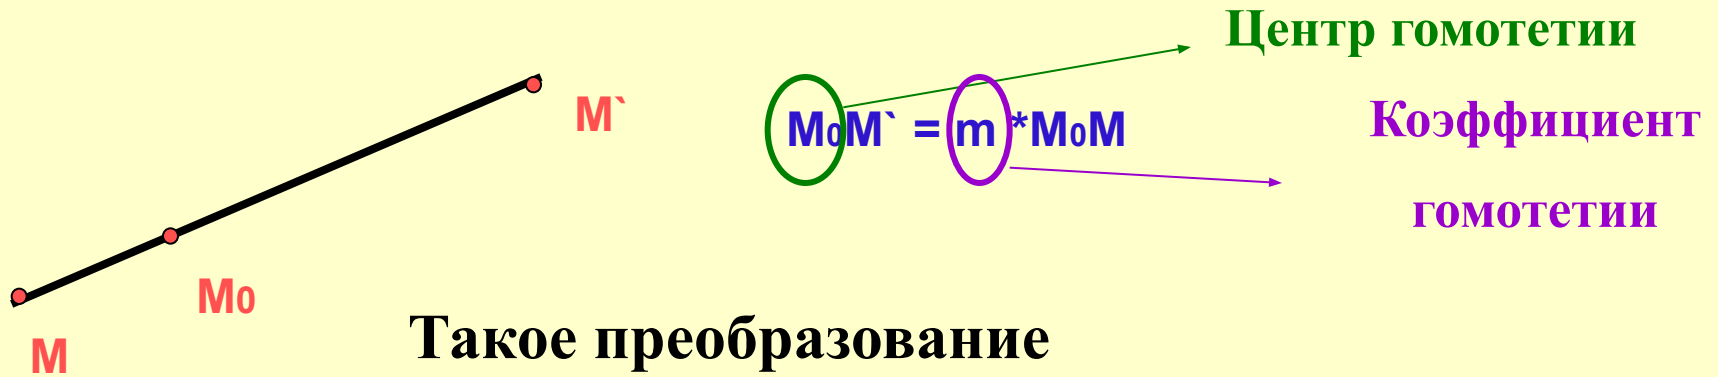 Центр гомотетии
M`
M₀M` = m *M₀M
Коэффициент
гомотетии
M₀
M
Такое преобразование